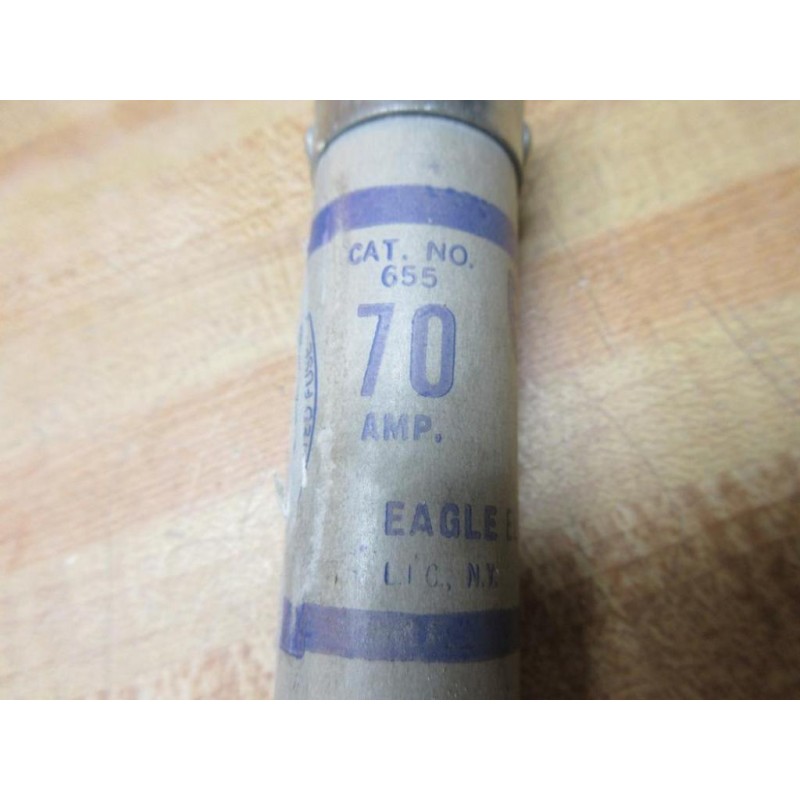 CAT. NO.
655
70
AMP.
EAGLE
L I C., N.Y.